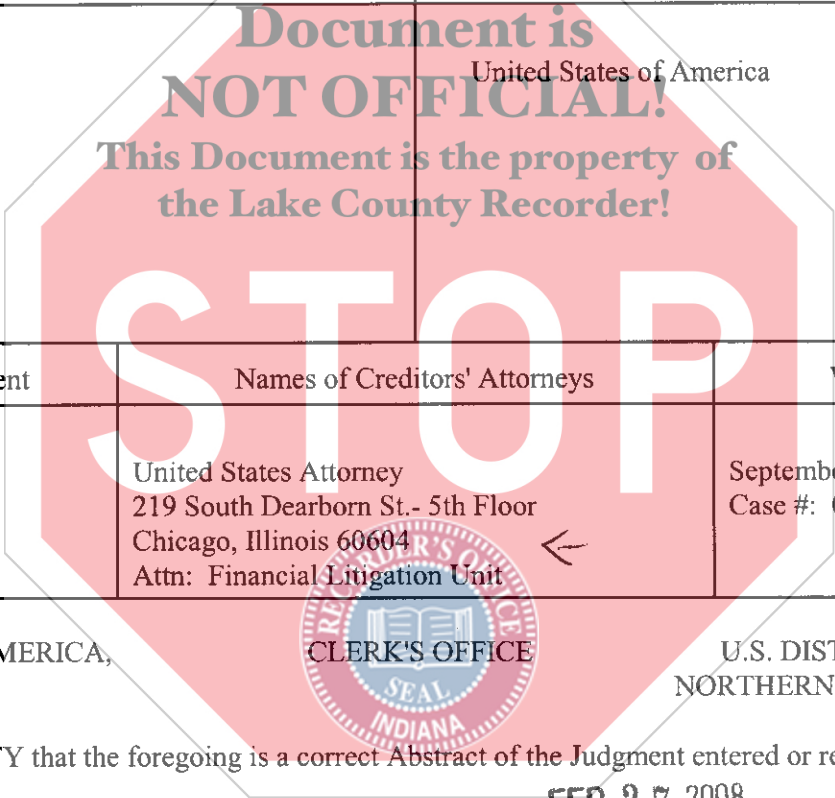 Document is
NOT OFFICIAL!
United States of America
This Document is the property of
the Lake County Recorder!
STOP
ent
Names of Creditors' Attorneys
United States Attorney
219 South Dearborn St.- 5th Floor
Chicago, Illinois 60604
Attn: Financial Litigation Unit
Septembe
Case #:
RECORDER'S OFFICE
SEAL
INDIANA
MERICA,
CLERK'S OFFICE
U.S. DIST
NORTHERN
Y that the foregoing is a correct Abstract of the Judgment entered or re
FEB 2008